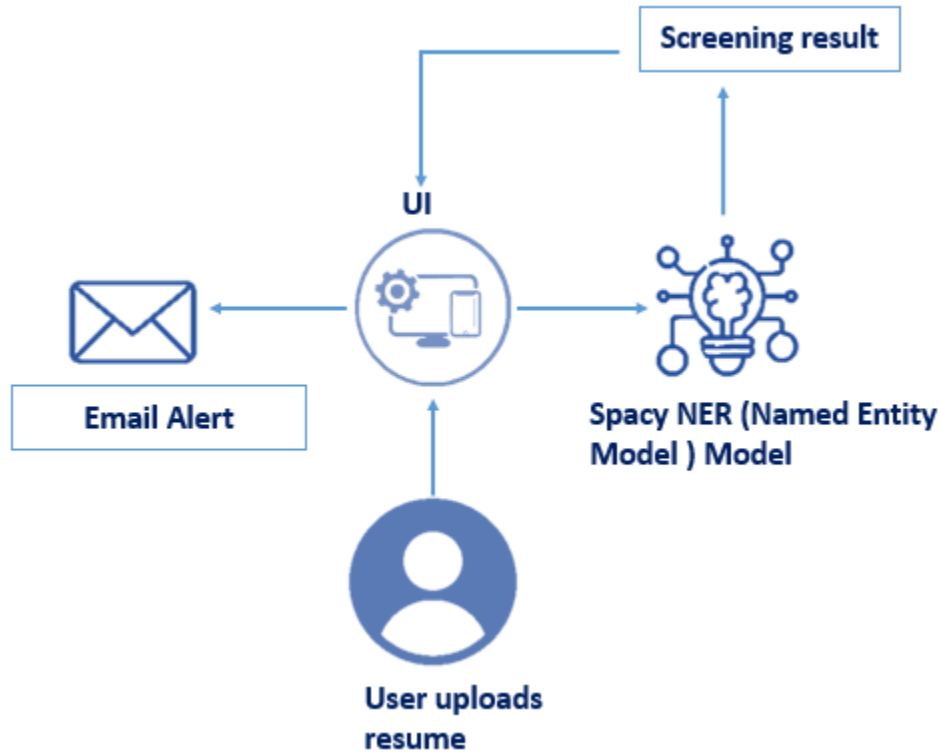 Screening result
UI
Email Alert
Spacy NER (Named Entity
Model ) Model
User uploads
resume